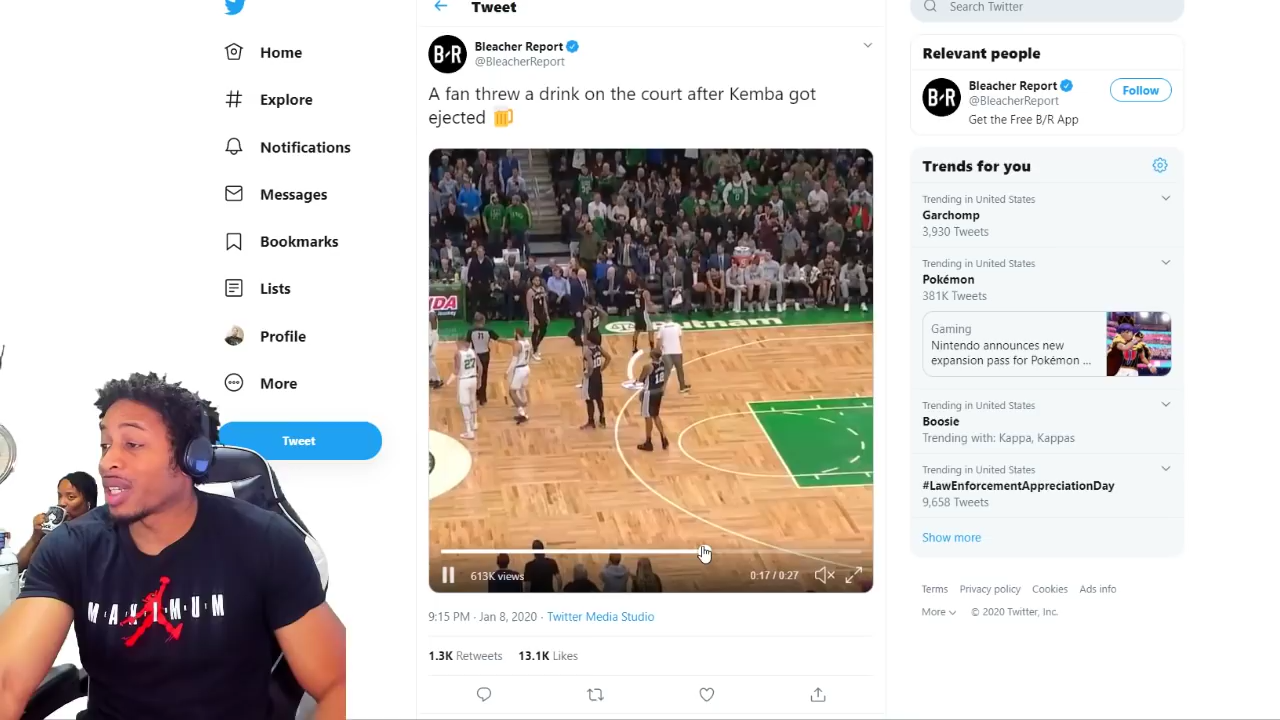 Home
Explore
Notifications
Messages
Bookmarks
Lists
Profile
More
Tweet
MAXIMUM
Tweet
B·R
Bleacher Report
@BleacherReport
A fan threw a drink on the court after Kemba got
ejected
27
10
12
613K views
0:17 / 0:27
9:15 PM · Jan 8, 2020 · Twitter Media Studio
1.3K Retweets 13.1K Likes
Search Twitter
Relevant people
B·R
Bleacher Report
@BleacherReport
Follow
Get the Free B/R App
Trends for you
Trending in United States
Garchomp
3,930 Tweets
Trending in United States
Pokémon
381K Tweets
Gaming
Nintendo announces new
expansion pass for Pokémon ...
Trending in United States
Boosie
Trending with: Kappa, Kappas
Trending in United States
#LawEnforcementAppreciationDay
9,658 Tweets
Show more
Terms Privacy policy Cookies Ads info
More © 2020 Twitter, Inc.